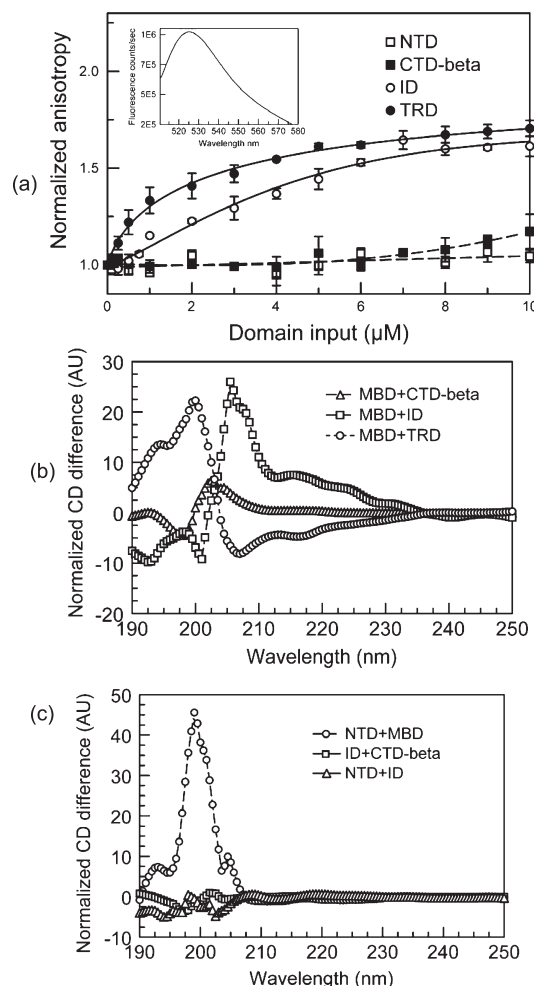 (a)
Normalized anisotropy
2.0
1.5
1.0
0
2
4
6
8
10
Domain input (µM)
NTD
CTD-beta
ID
TRD
Fluorescence counts/sec
1E6
7E5
5E5
2E5
520 530 540 550 560 570 580
Wavelength nm
(b)
Normalized CD difference (AU)
30
20
10
0
-10
-20
190 200 210 220 230 240 250
Wavelength (nm)
MBD+CTD-beta
MBD+ID
MBD+TRD
(c)
Normalized CD difference (AU)
50
40
30
20
10
0
-10
190 200 210 220 230 240 250
Wavelength (nm)
NTD+MBD
ID+CTD-beta
NTD+ID